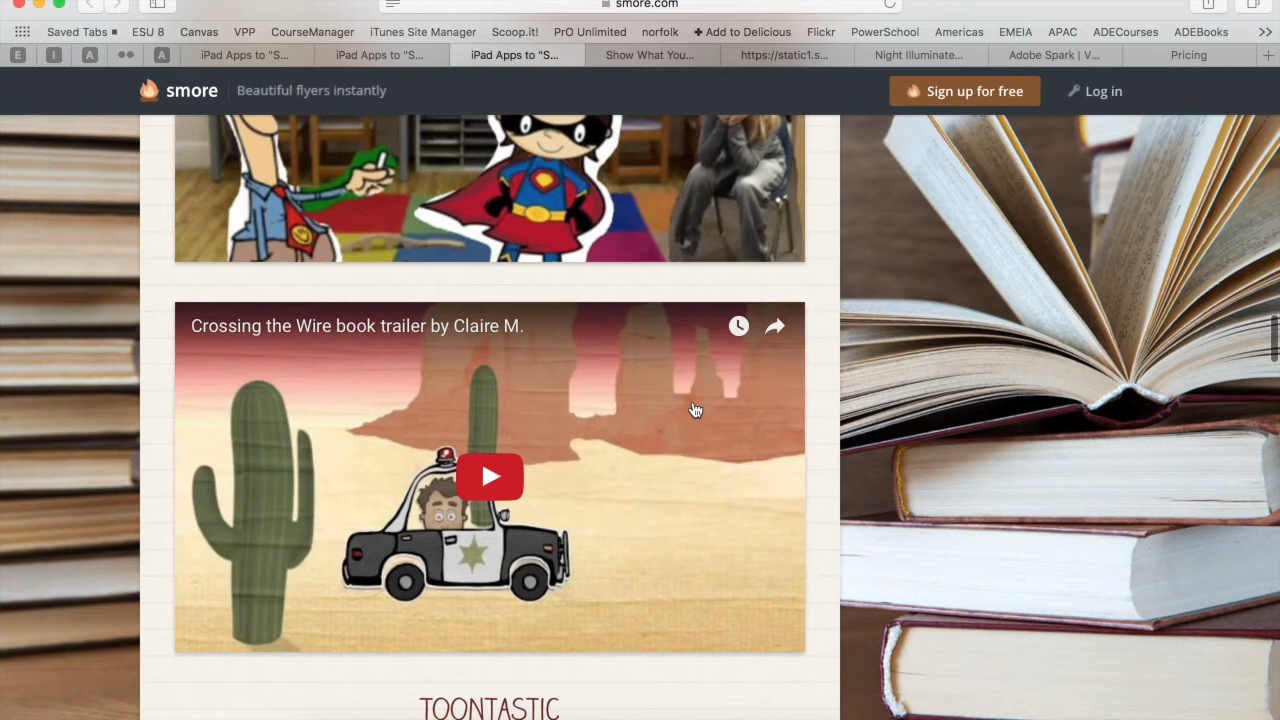 smore.com
Saved Tabs ESU 8 Canvas VPP CourseManager iTunes Site Manager Scoop.it! PrO Unlimited norfolk + Add to Delicious Flickr PowerSchool Americas EMEIA APAC ADECourses ADEBooks >>
E I A iPad Apps to "S... iPad Apps to "S... iPad Apps to "S... Show What You... https://static1.s... Night Illuminate... Adobe Spark | V... Pricing +
smore Beautiful flyers instantly Sign up for free Log in
Crossing the Wire book trailer by Claire M.
TOONTASTIC